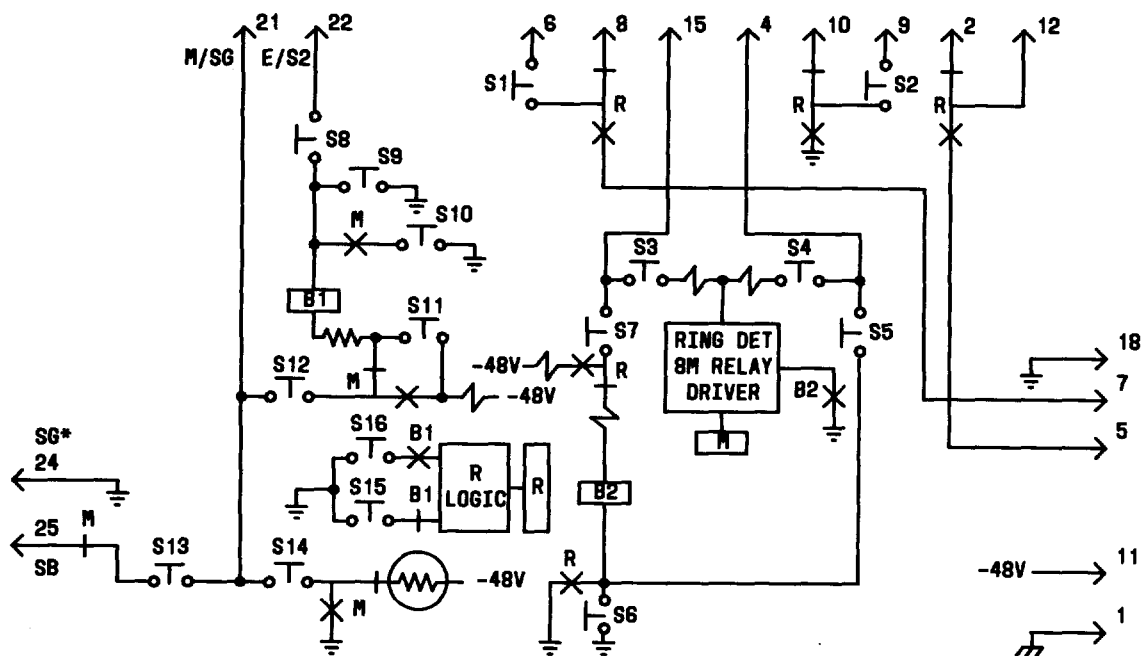 21 22 6 8 15 4 10 9 2 12
M/SG E/S2
S1 R R S2 R
S8
S9
M S10
S3 S4
B1
S11
S7 RING DET S5
8M RELAY
DRIVER
18
-48V R
S12 M -48V B2 7
SG* S16 B1 M 5
24
R
LOGIC R
S15 B1 B2
25 M
SB
S13 S14 R 11
-48V -48V
M S6 1